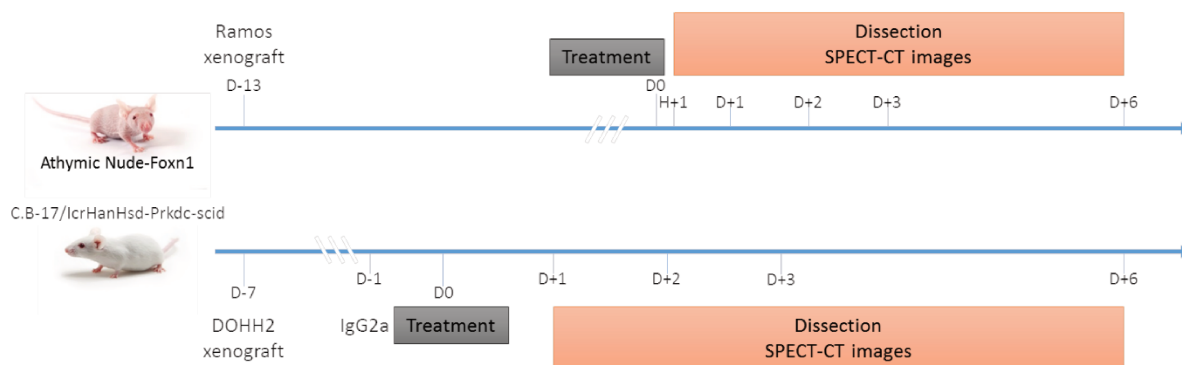 Ramos
xenograft
D-13
Treatment
D0
Dissection
SPECT-CT images
H+1
D+1
D+2
D+3
D+6
Athymic Nude-Foxn1
C.B-17/IcrHanHsd-Prkdc-scid
D-7
D-1
D0
D+1
D+2
D+3
D+6
DOHH2
xenograft
IgG2a
Treatment
Dissection
SPECT-CT images